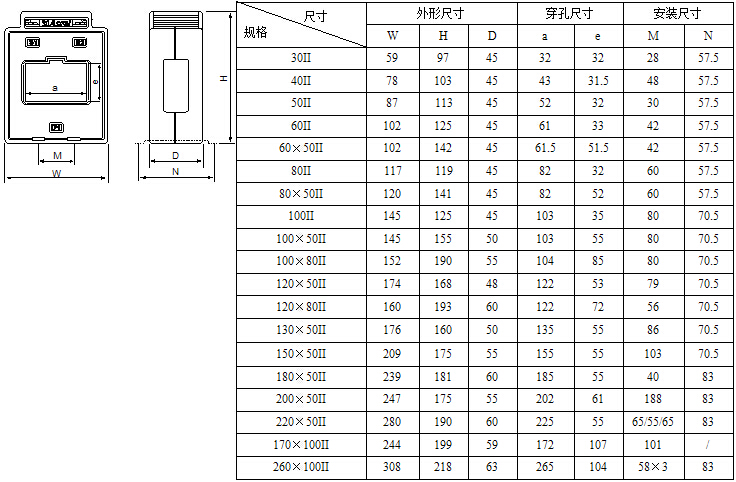 尺寸 外形尺寸 穿孔尺寸 安装尺寸
规格 W H D a e M N
30II 59 97 45 32 32 28 57.5
40II 78 103 45 43 31.5 48 57.5
50II 87 113 45 52 32 30 57.5
60II 102 125 45 61 33 42 57.5
60×50II 102 142 45 61.5 51.5 42 57.5
80II 117 119 45 82 32 60 57.5
80×50II 120 141 45 82 52 60 57.5
100II 145 125 45 103 35 80 70.5
100×50II 145 155 50 103 55 80 70.5
100×80II 152 190 55 104 85 80 70.5
120×50II 174 168 48 122 53 79 70.5
120×80II 160 193 60 122 72 56 70.5
130×50II 176 160 50 135 55 86 70.5
150×50II 209 175 55 155 55 103 70.5
180×50II 239 181 60 185 55 40 83
200×50II 247 175 55 202 61 188 83
220×50II 280 190 60 225 55 65/55/65 83
170×100II 244 199 59 172 107 101 /
260×100II 308 218 63 265 104 58×3 83
a
e
M
W
H
D
N